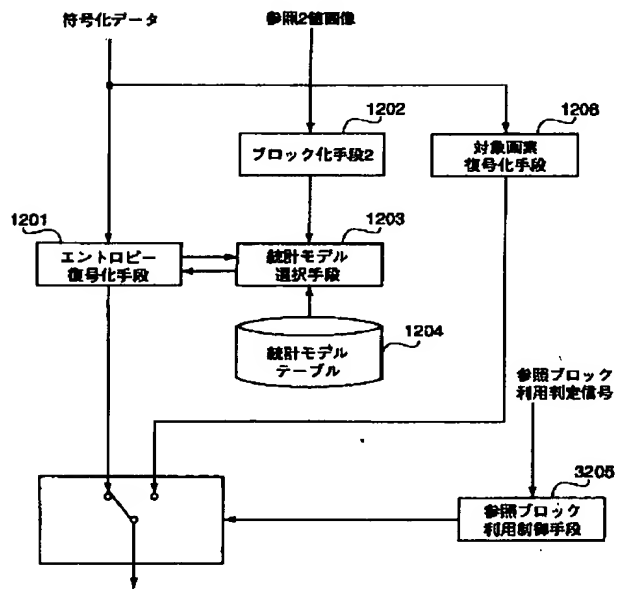 符号化データ
参照2値画像
1202
ブロック化手段2
1206
対象画素
復号化手段
1201
エントロピー
復号化手段
1203
統計モデル
選択手段
1204
統計モデル
テーブル
参照ブロック
利用判定信号
3205
参照ブロック
利用制御手段